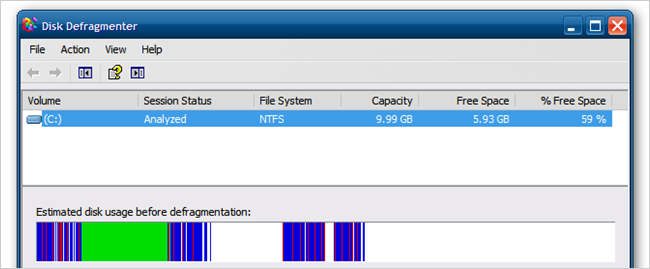 Disk Defragmenter
File Action View Help
Volume Session Status File System Capacity Free Space % Free Space
(C:) Analyzed NTFS 9.99 GB 5.93 GB 59 %
Estimated disk usage before defragmentation: